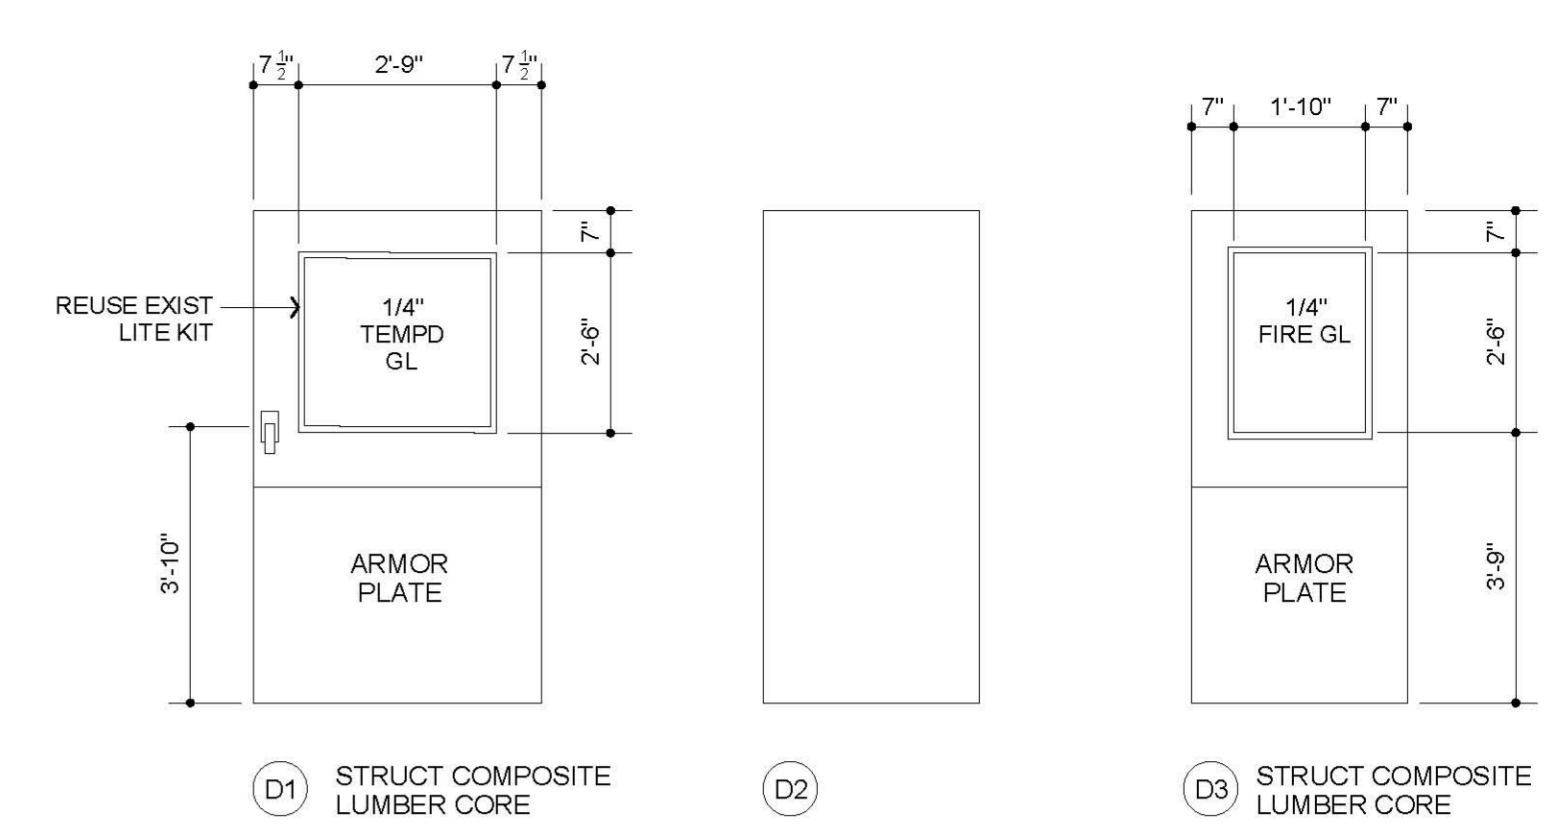 7 1/2" 2'-9" 7 1/2"
7"
REUSE EXIST
LITE KIT
1/4"
TEMPD
GL
2'-6"
3'-10"
ARMOR
PLATE
D1 STRUCT COMPOSITE
LUMBER CORE
D2
7" 1'-10" 7"
7"
1/4"
FIRE GL
2'-6"
ARMOR
PLATE
3'-9"
D3 STRUCT COMPOSITE
LUMBER CORE